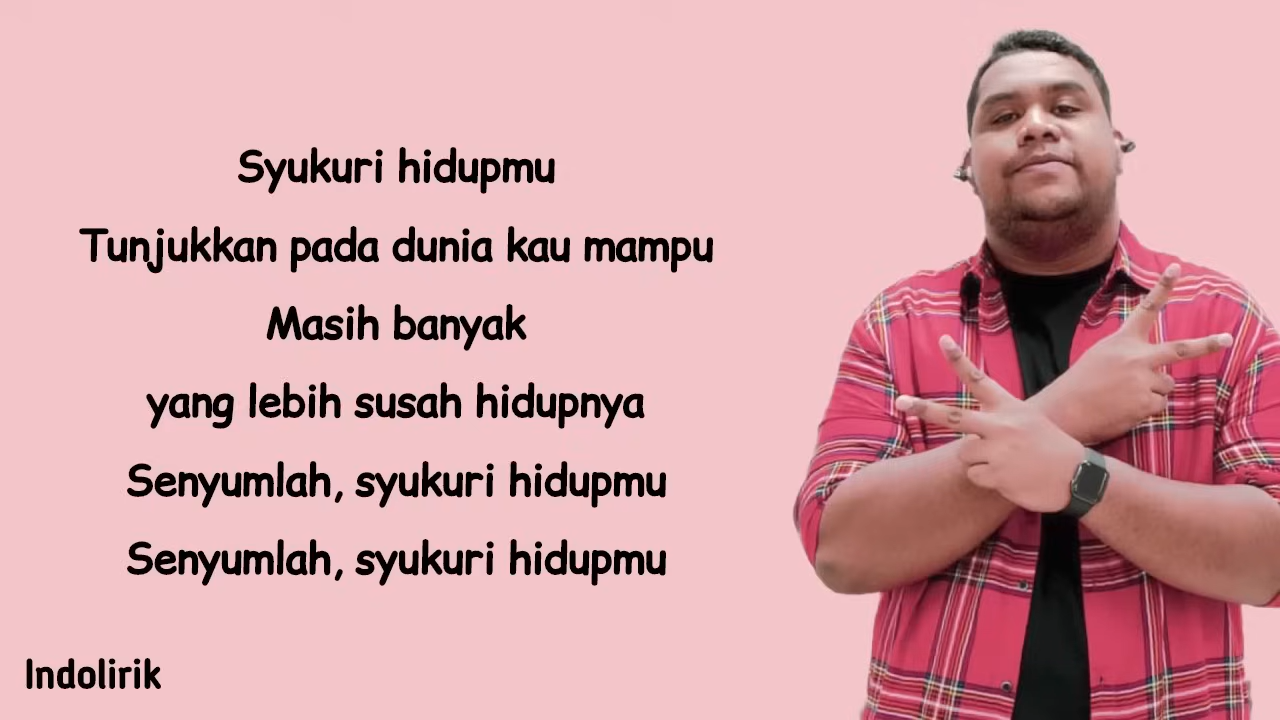 Syukuri hidupmu
Tunjukkan pada dunia kau mampu
Masih banyak
yang lebih susah hidupnya
Senyumlah, syukuri hidupmu
Senyumlah, syukuri hidupmu
Indolirik